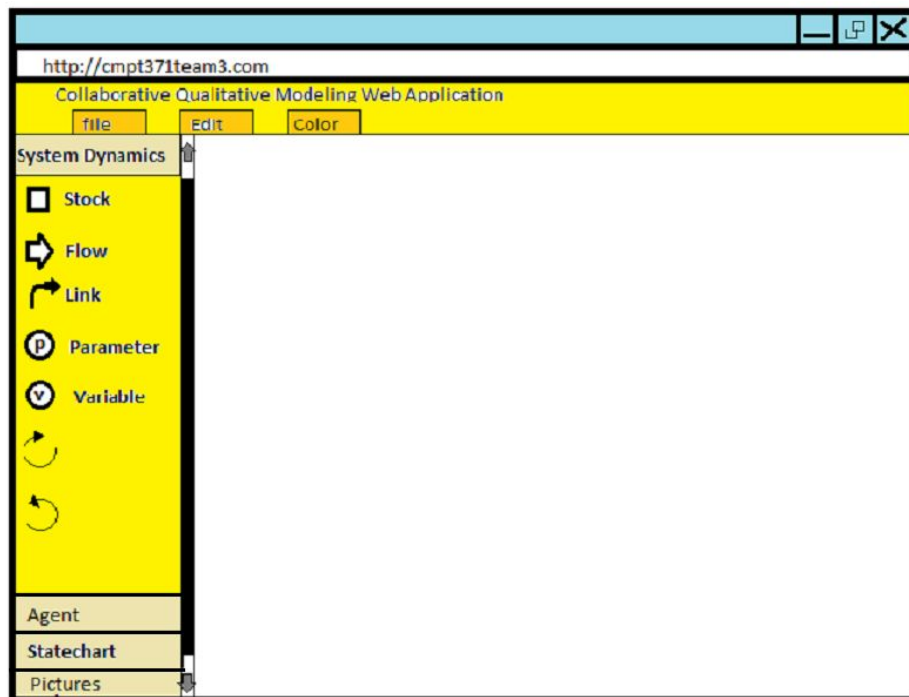 http://cmpt371team3.com
Collaborative Qualitative Modeling Web Application
file Edit Color
System Dynamics
Stock
Flow
Link
p Parameter
v Variable
Agent
Statechart
Pictures